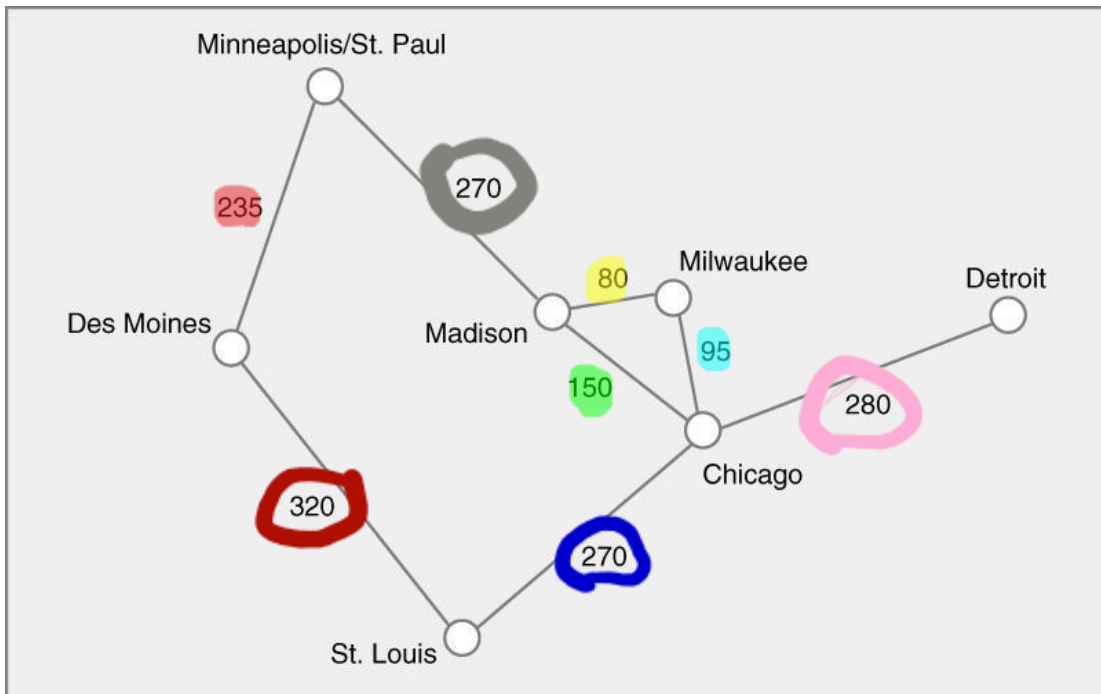 Minneapolis/St. Paul
270
235
80
Milwaukee
Detroit
Des Moines
Madison
95
150
280
Chicago
320
270
St. Louis